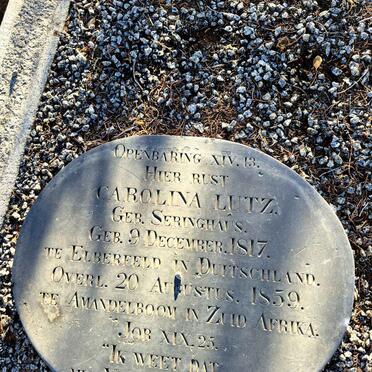 OPENBARING XIV. 13.
HIER RUST
CAROLINA LUTZ.
GEB. SERINGHAUS.
GEB. 9 DECEMBER. 1817.
TE ELBERFELD IN DUITSCHLAND.
OVERL. 20 AUGUSTUS. 1859.
TE AMANDELBOOM IN ZUID AFRIKA.
JOB XIX. 25.
"IK WEET DAT